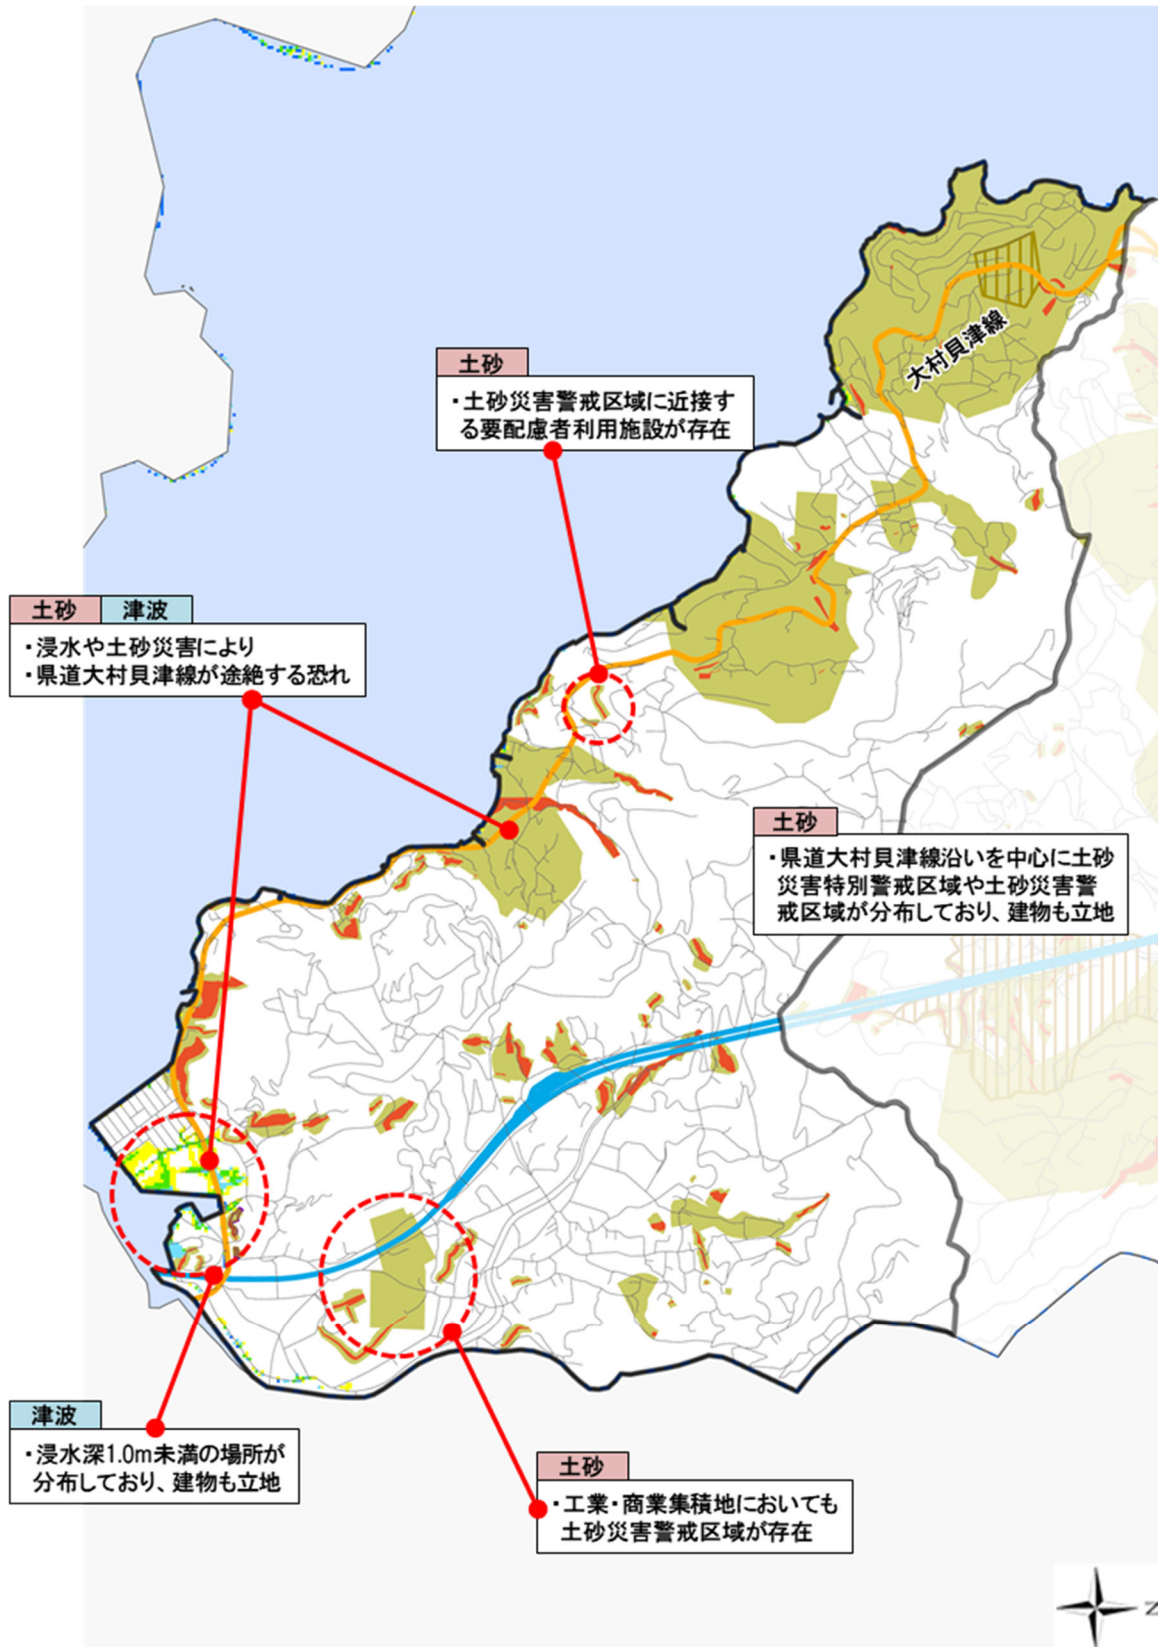 大村貝津線
土砂
・土砂災害警戒区域に近接す
る要配慮者利用施設が存在
土砂 津波
・浸水や土砂災害により
・県道大村貝津線が途絶する恐れ
土砂
・県道大村貝津線沿いを中心に土砂
災害特別警戒区域や土砂災害警
戒区域が分布しており、建物も立地
津波
・浸水深1.0m未満の場所が
分布しており、建物も立地
土砂
・工業・商業集積地においても
土砂災害警戒区域が存在
N